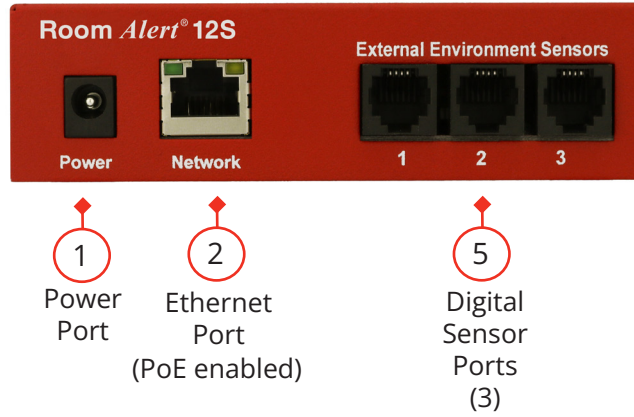 Room Alert® 12S
External Environment Sensors
Power
Network
1
2
3
1
2
5
Power
Port
Ethernet
Port
(PoE enabled)
Digital
Sensor
Ports
(3)